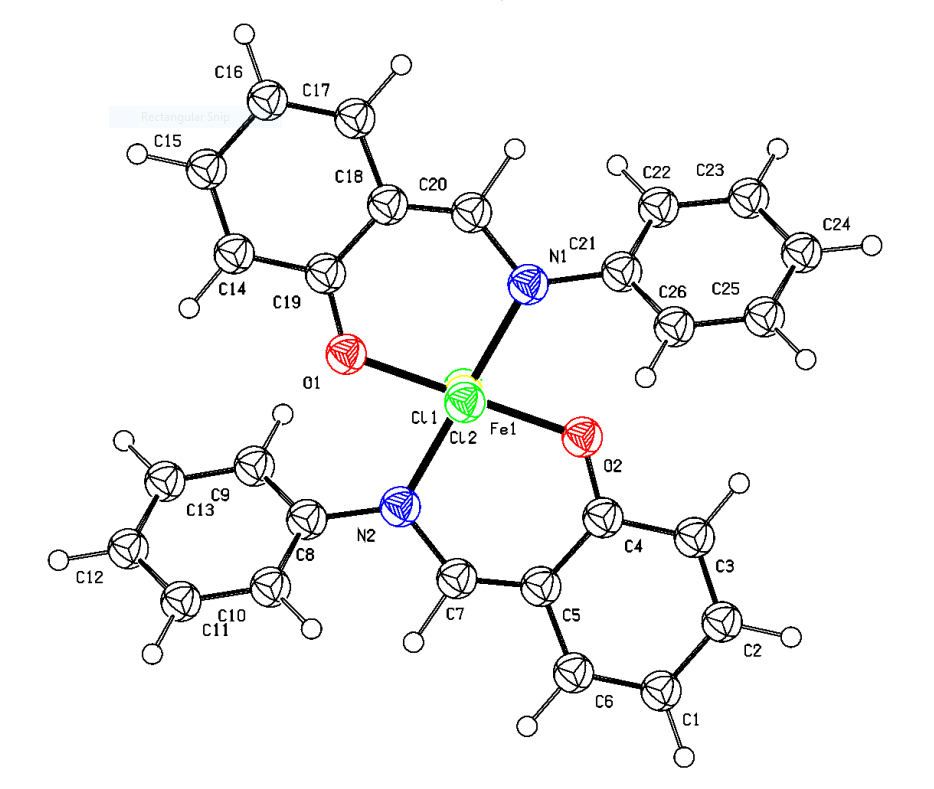 C16
C17
Rectangular Snip
C15
C18
C20
C22
C23
C24
C21
N1
C14
C19
C26
C25
O1
Cl1
Cl2
Fe1
O2
C9
C13
N2
C4
C8
C3
C12
C10
C11
C7
C5
C2
C6
C1